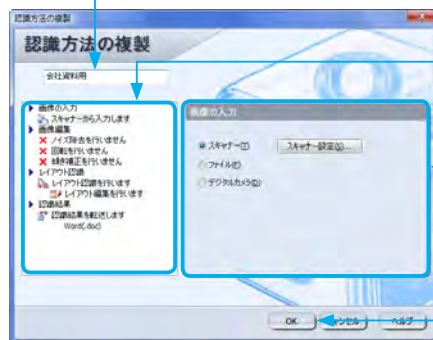 認識方法の複製
認識方法の複製
会社資料用
画像の入力
スキャナーから入力します
画像編集
ノイズ除去を行いません
回転を行いません
傾き補正を行いません
レイアウト認識
レイアウト認識を行います
レイアウト編集を行います
認識結果
認識結果を転送します
Word(.doc)
画像の入力
スキャナー(I)
スキャナー設定(S)...
ファイル(F)
デジタルカメラ(D)
OK
キャンセル
ヘルプ